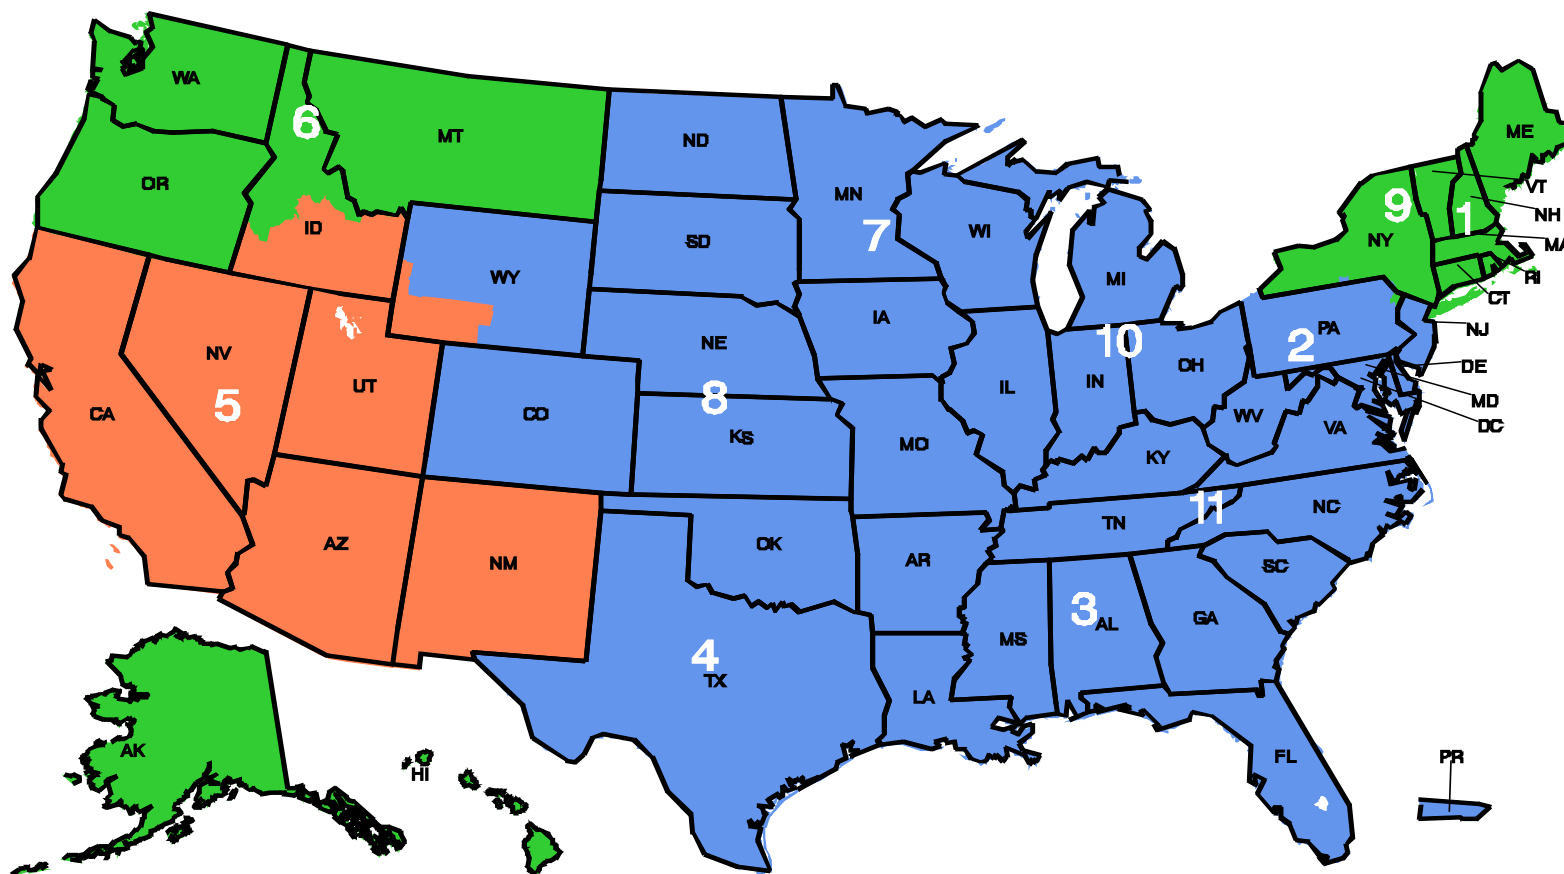 WA
6
MT
ND
ME
OR
MN
VT
9
1
NH
ID
7
WI
NY
SD
MA
WY
MI
RI
CT
IA
PA
NJ
NE
10
2
NV
OH
DE
UT
IN
IL
8
MD
CA
5
CO
WV
DC
VA
KS
MO
KY
11
NC
TN
AZ
OK
NM
AR
SC
3
GA
AL
MS
4
TX
LA
AK
FL
PR
HI